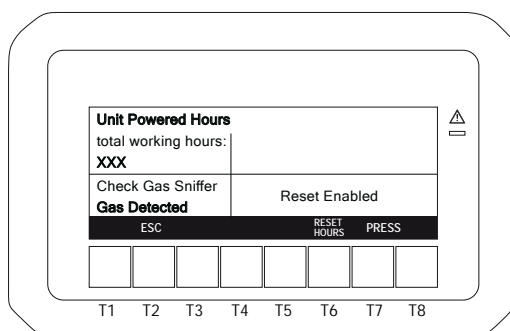 Unit Powered Hours
total working hours:
XXX
Check Gas Sniffer
Gas Detected
Reset Enabled
ESC
RESET
HOURS
PRESS
T1 T2 T3 T4 T5 T6 T7 T8